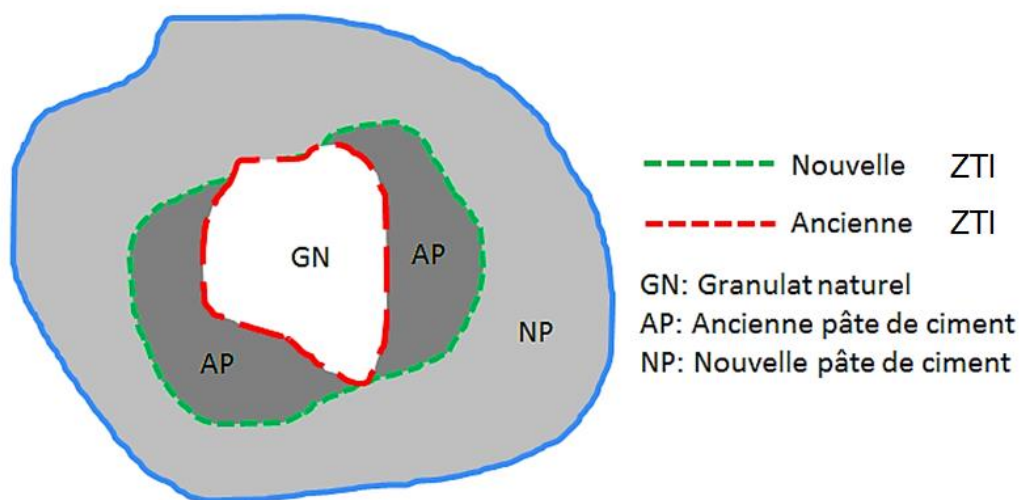 GN
AP
AP
NP
Nouvelle ZTI
Ancienne ZTI
GN: Granulat naturel
AP: Ancienne pâte de ciment
NP: Nouvelle pâte de ciment